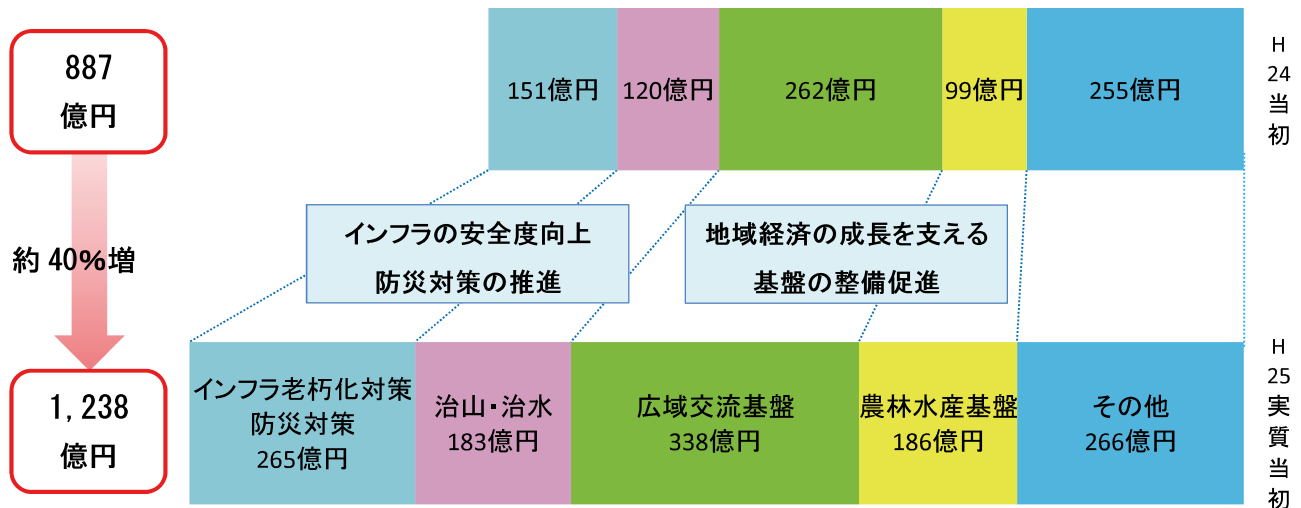 887
億円
151億円
120億円
262億円
99億円
255億円
H
24
当
初
インフラの安全度向上
防災対策の推進
地域経済の成長を支える
基盤の整備促進
約40%増
1,238
億円
インフラ老朽化対策
防災対策
265億円
治山・治水
183億円
広域交流基盤
338億円
農林水産基盤
186億円
その他
266億円
H
25
実
質
当
初